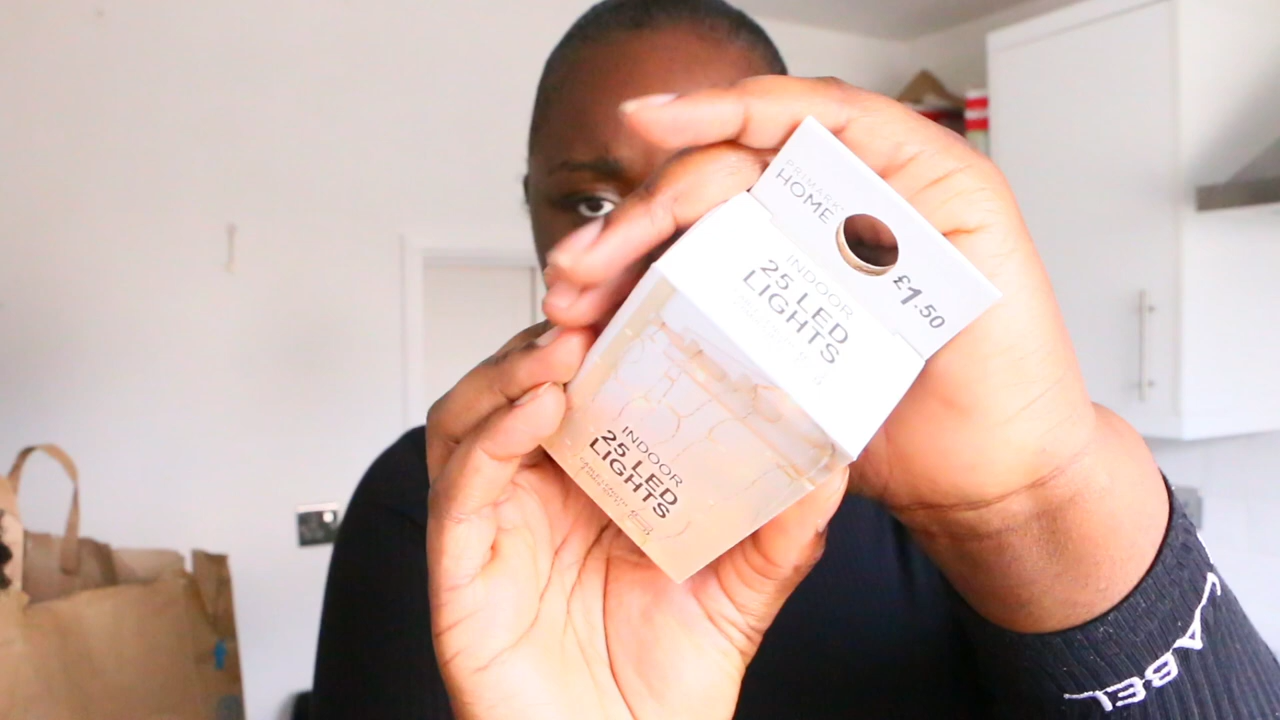 PRIMARK
HOME
£1.50
INDOOR
25 LED
LIGHTS
INDOOR
25 LED
LIGHTS
ABEL